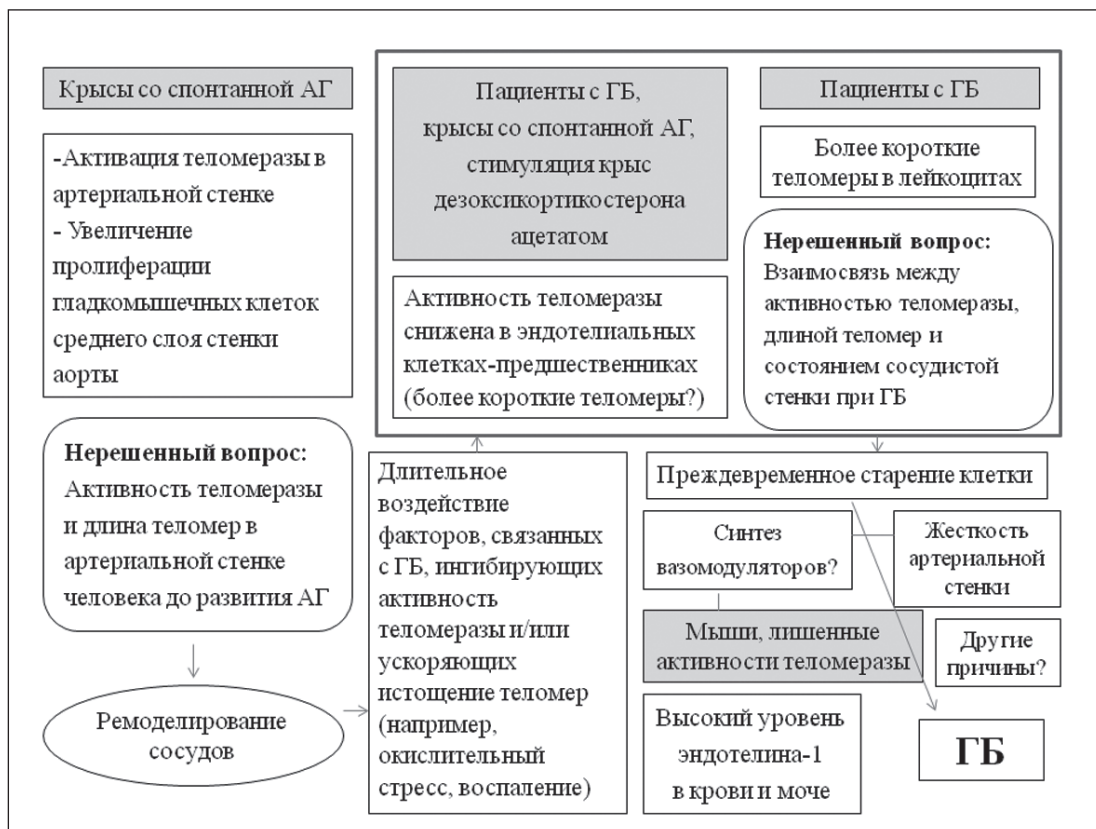 Крысы со спонтанной АГ
-Активация теломеразы в
артериальной стенке
- Увеличение
пролиферации
гладкомышечных клеток
среднего слоя стенки
аорты
Нерешенный вопрос:
Активность теломеразы
и длина теломер в
артериальной стенке
человека до развития АГ
Ремоделирование
сосудов
Пациенты с ГБ,
крысы со спонтанной АГ,
стимуляция крыс
дезоксикортикостерона
ацетатом
Активность теломеразы
снижена в эндотелиальных
клетках-предшественниках
(более короткие теломеры?)
Пациенты с ГБ
Более короткие
теломеры в лейкоцитах
Нерешенный вопрос:
Взаимосвязь между
активностью теломеразы,
длиной теломер и
состоянием сосудистой
стенки при ГБ
Длительное
воздействие
факторов, связанных
с ГБ, ингибирующих
активность
теломеразы и/или
ускоряющих
истощение теломер
(например,
окислительный
стресс, воспаление)
Преждевременное старение клетки
Синтез
вазомодуляторов?
Жесткость
артериальной
стенки
Мыши, лишенные
активности теломеразы
Другие
причины?
Высокий уровень
эндотелина-1
в крови и моче
ГБ